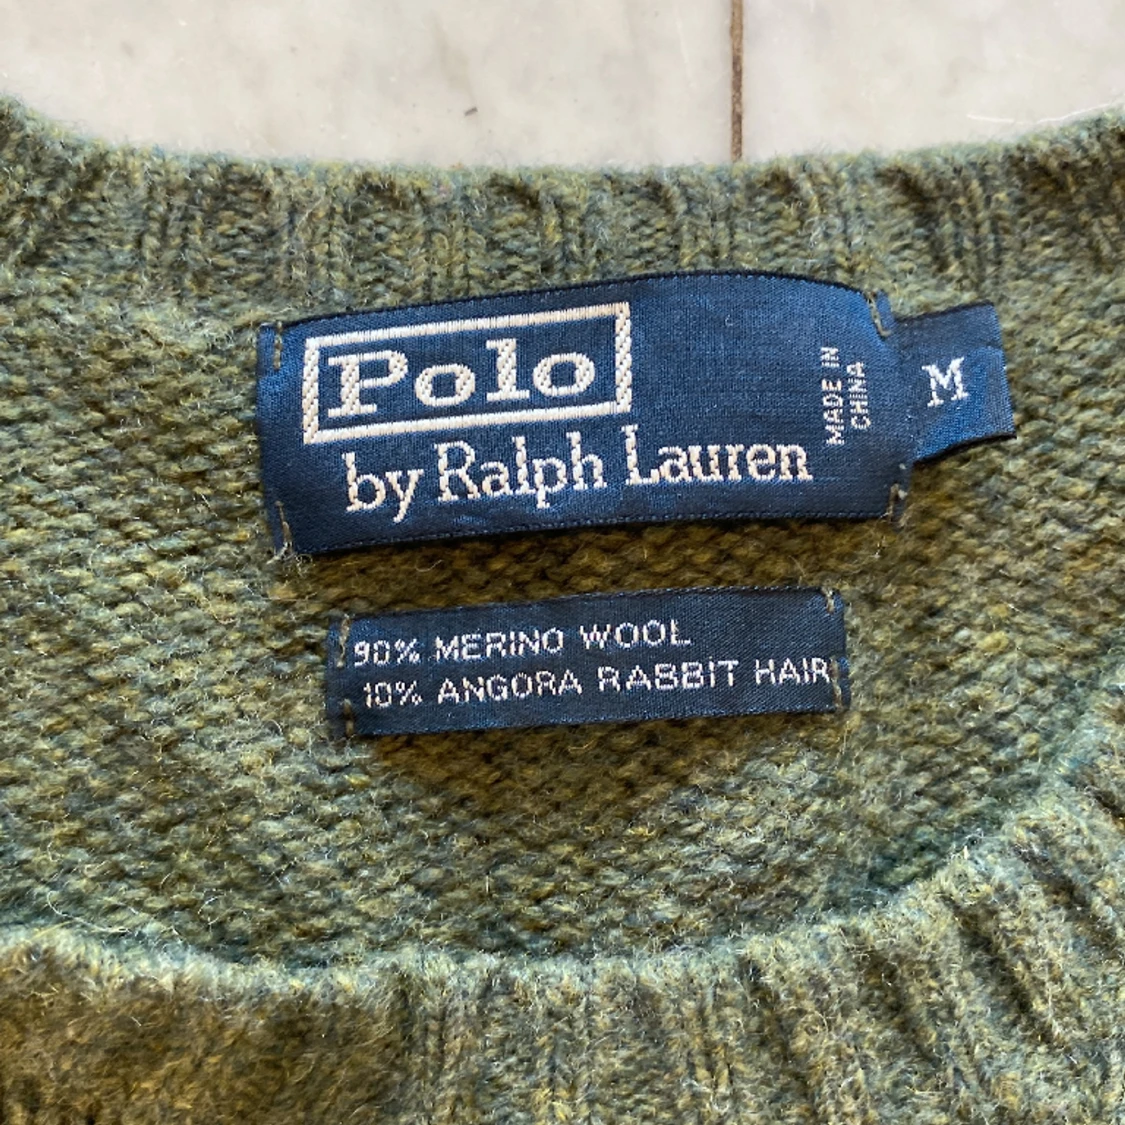 Polo
by Ralph Lauren
MADE IN
CHINA
M
90% MERINO WOOL
10% ANGORA RABBIT HAIR